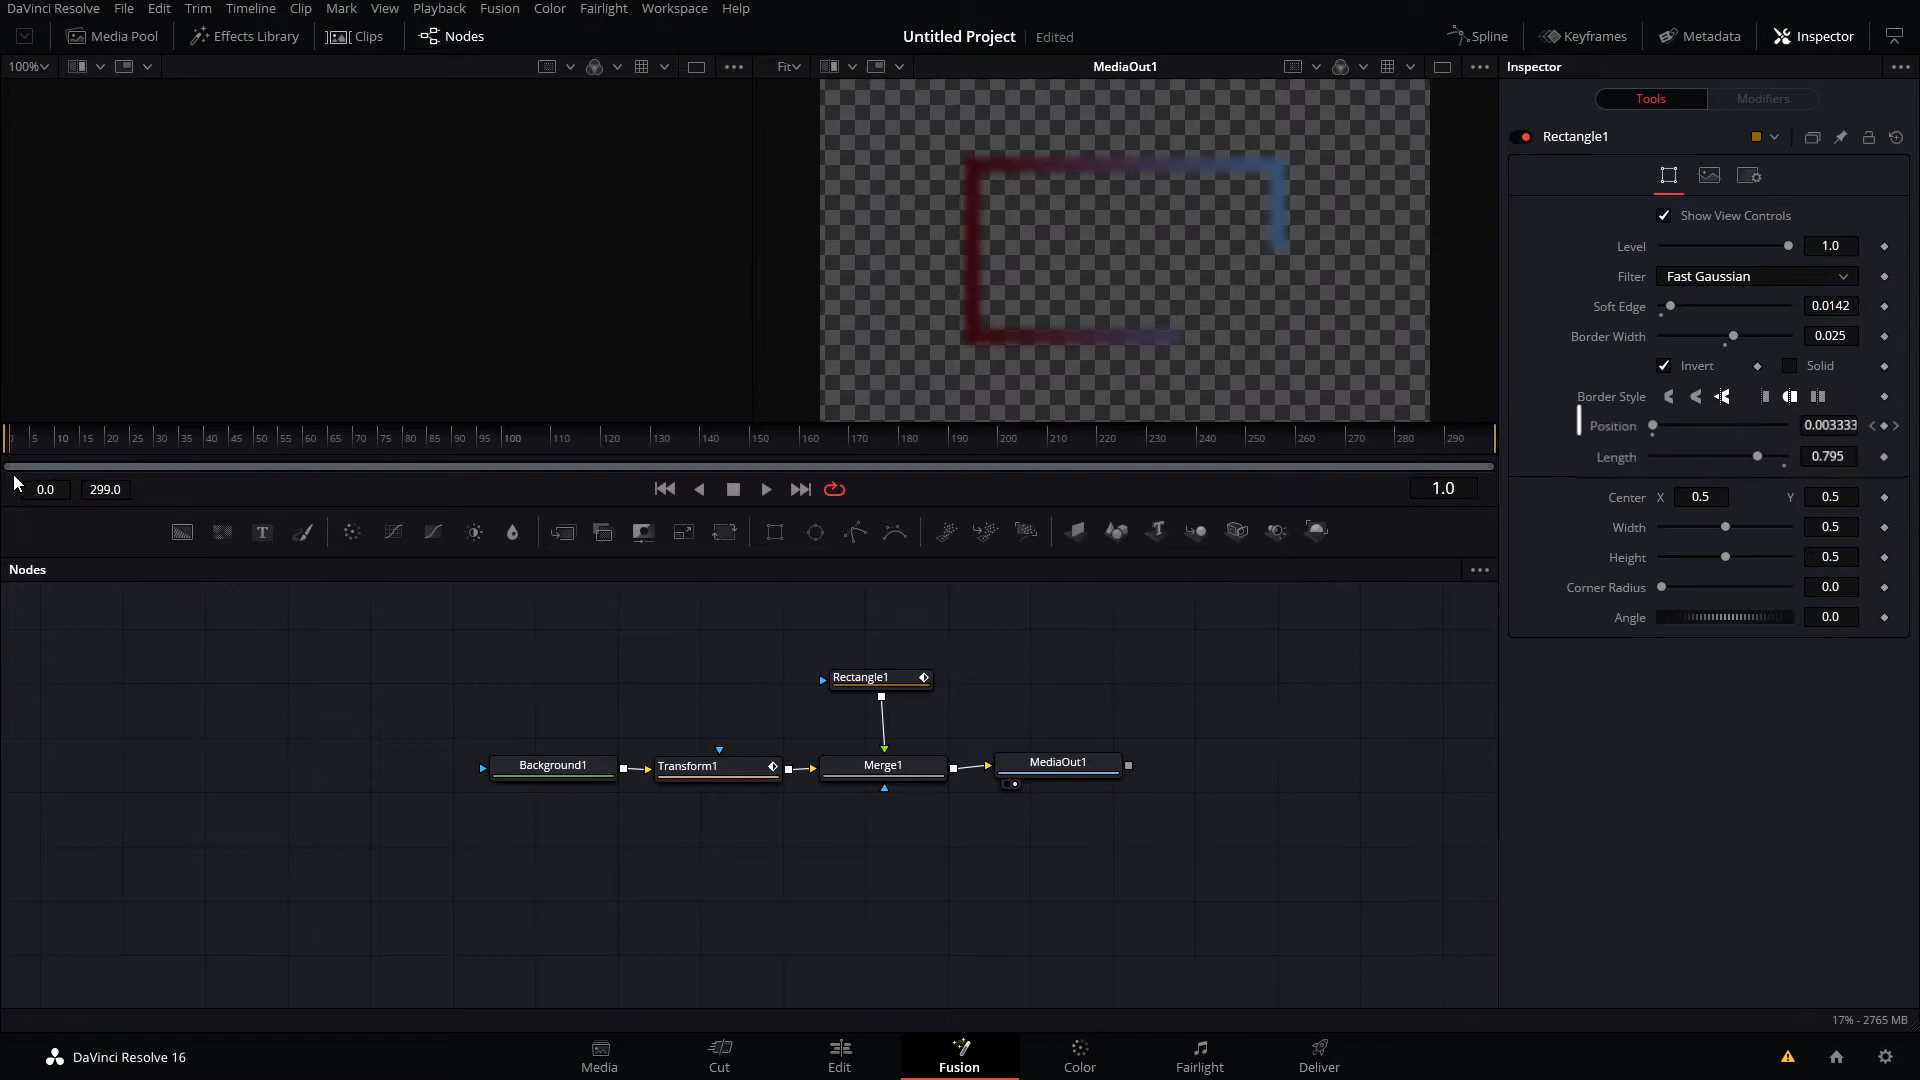 DaVinci Resolve File Edit Trim Timeline Clip Mark View Playback Fusion Color Fairlight Workspace Help
Media Pool Effects Library Clips Nodes Untitled Project Edited Spline Keyframes Metadata Inspector
100% Fit MediaOut1 Inspector
Tools Modifiers
Rectangle1
Show View Controls
Level 1.0
Filter Fast Gaussian
Soft Edge 0.0142
Border Width 0.025
Invert Solid
Border Style
Position 0.003333
Length 0.795
Center X 0.5 Y 0.5
Width 0.5
Height 0.5
Corner Radius 0.0
Angle 0.0
5 10 15 20 25 30 35 40 45 50 55 60 65 70 75 80 85 90 95 100 110 120 130 140 150 160 170 180 190 200 210 220 230 240 250 260 270 280 290
0.0 299.0 1.0
Nodes
Rectangle1
Background1 Transform1 Merge1 MediaOut1
17% - 2765 MB
DaVinci Resolve 16 Media Cut Edit Fusion Color Fairlight Deliver